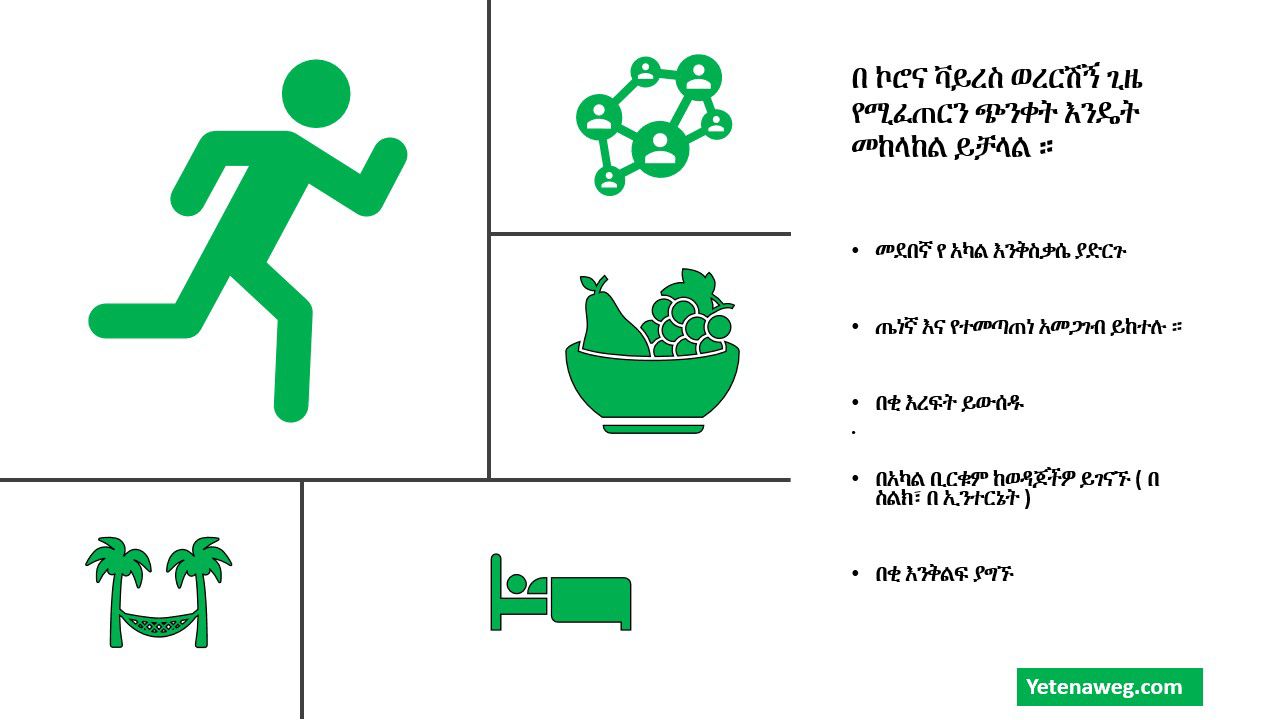 በ ኮሮና ቫይረስ ወረርሽኝ ጊዜ
የሚፈጠርን ጭንቀት እንዴት
መከላከል ይቻላል ።
• መደበኛ የ አካል እንቅስቃሴ ያድርጉ
• ጤነኛ እና የተመጣጠነ አመጋገብ ይከተሉ ።
• በቂ እረፍት ይውሰዱ
•
• በአካል ቢርቁም ከወዳጆችዎ ይገናኙ ( በ
ስልክ፣ በ ኢንተርኔት )
• በቂ እንቅልፍ ያግኙ
Yetenaweg.com